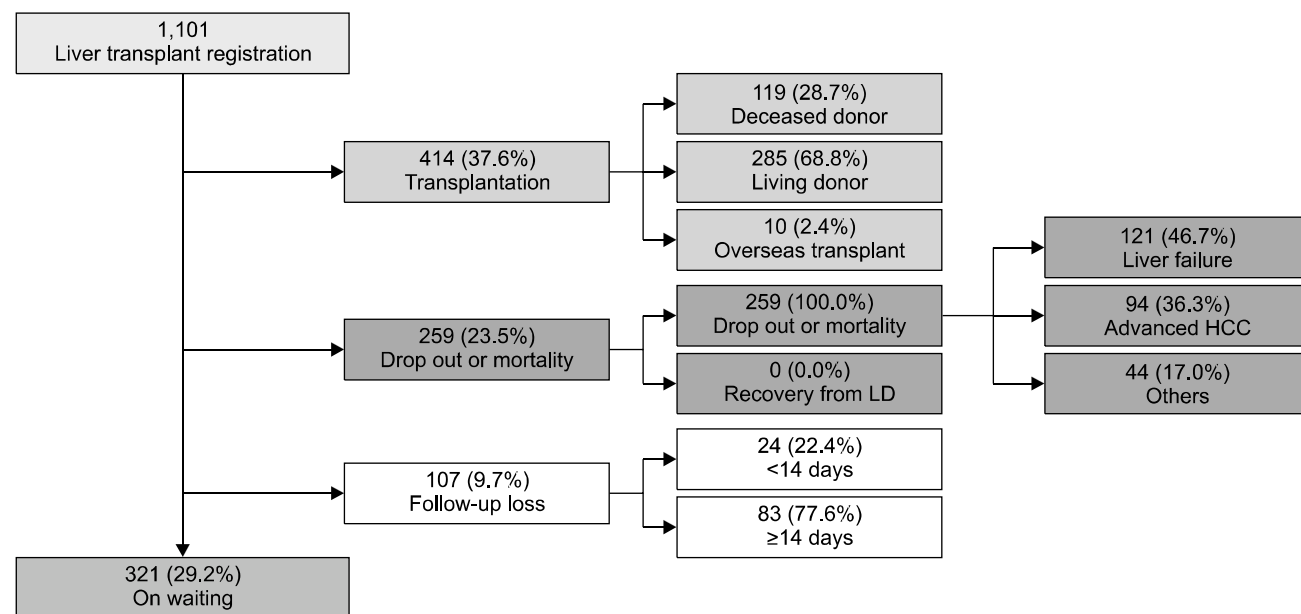 1,101
Liver transplant registration
414 (37.6%)
Transplantation
119 (28.7%)
Deceased donor
285 (68.8%)
Living donor
10 (2.4%)
Overseas transplant
259 (23.5%)
Drop out or mortality
259 (100.0%)
Drop out or mortality
0 (0.0%)
Recovery from LD
121 (46.7%)
Liver failure
94 (36.3%)
Advanced HCC
44 (17.0%)
Others
107 (9.7%)
Follow-up loss
24 (22.4%)
<14 days
83 (77.6%)
≥14 days
321 (29.2%)
On waiting